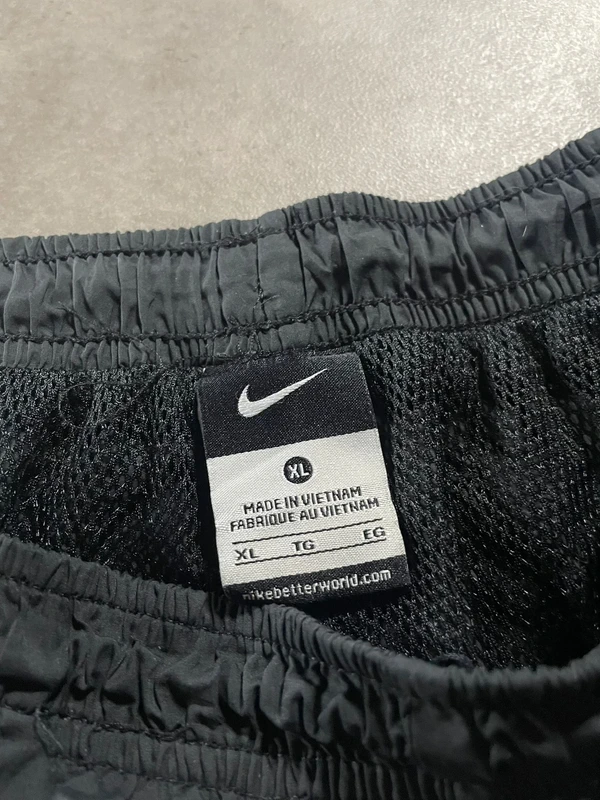 XL
MADE IN VIETNAM
FABRIQUE AU VIETNAM
XL TG EG
nikebetterworld.com